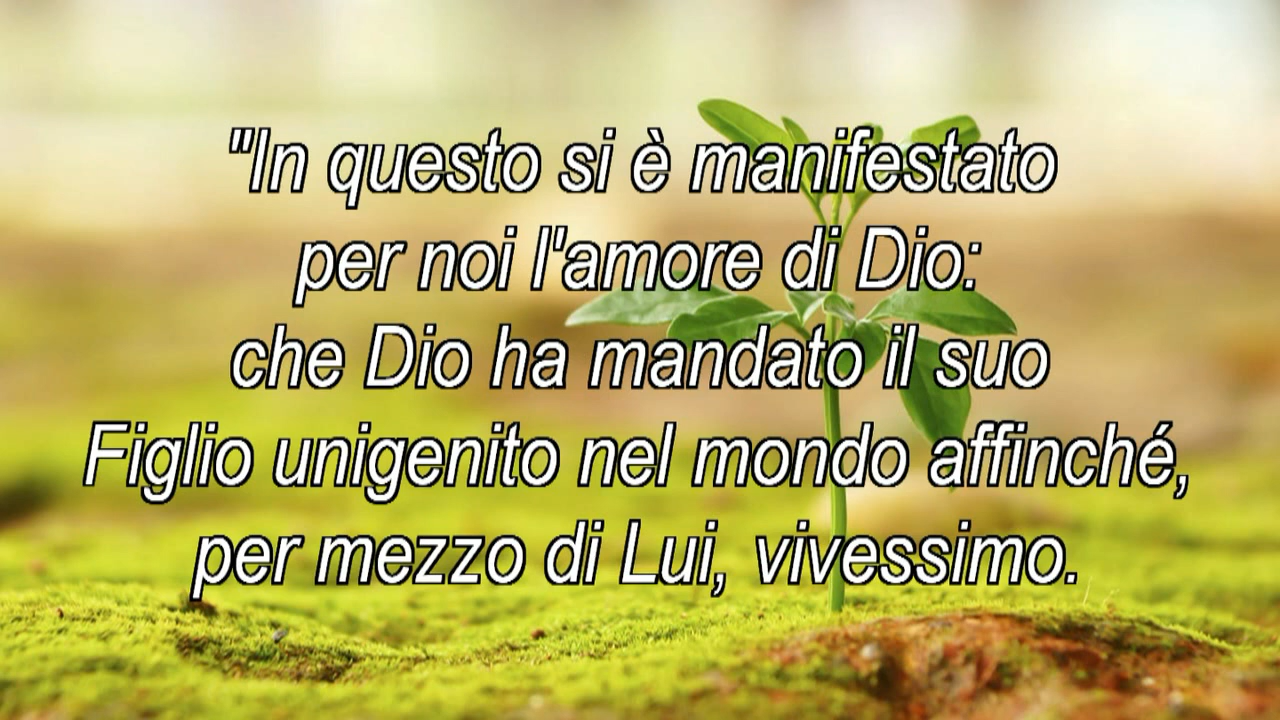 "In questo si è manifestato
per noi l'amore di Dio:
che Dio ha mandato il suo
Figlio unigenito nel mondo affinché,
per mezzo di Lui, vivessimo.